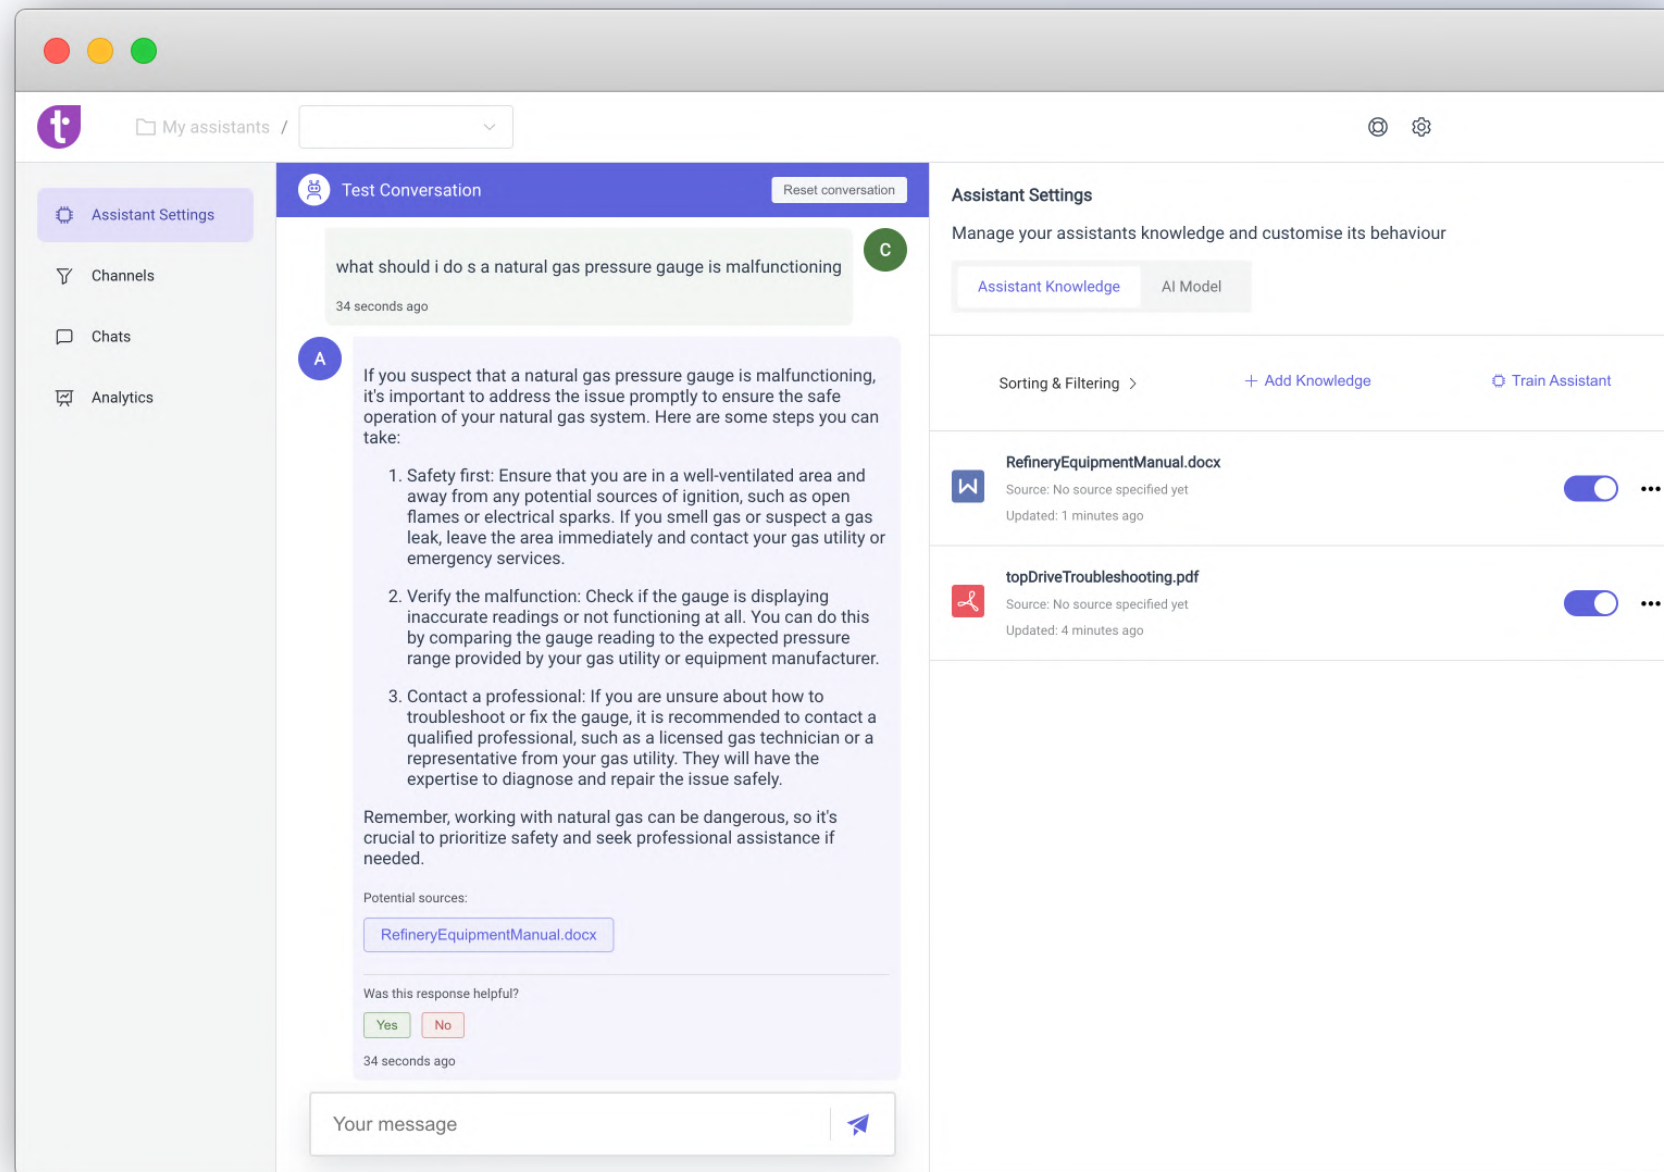 t
My assistants /
Assistant Settings
Channels
Chats
Analytics
Test Conversation
Reset conversation
what should i do s a natural gas pressure gauge is malfunctioning
34 seconds ago
C
A
If you suspect that a natural gas pressure gauge is malfunctioning,
it's important to address the issue promptly to ensure the safe
operation of your natural gas system. Here are some steps you can
take:
1. Safety first: Ensure that you are in a well-ventilated area and
away from any potential sources of ignition, such as open
flames or electrical sparks. If you smell gas or suspect a gas
leak, leave the area immediately and contact your gas utility or
emergency services.
2. Verify the malfunction: Check if the gauge is displaying
inaccurate readings or not functioning at all. You can do this
by comparing the gauge reading to the expected pressure
range provided by your gas utility or equipment manufacturer.
3. Contact a professional: If you are unsure about how to
troubleshoot or fix the gauge, it is recommended to contact a
qualified professional, such as a licensed gas technician or a
representative from your gas utility. They will have the
expertise to diagnose and repair the issue safely.
Remember, working with natural gas can be dangerous, so it's
crucial to prioritize safety and seek professional assistance if
needed.
Potential sources:
RefineryEquipmentManual.docx
Was this response helpful?
Yes No
34 seconds ago
Your message
Assistant Settings
Manage your assistants knowledge and customise its behaviour
Assistant Knowledge AI Model
Sorting & Filtering > + Add Knowledge Train Assistant
RefineryEquipmentManual.docx
Source: No source specified yet
Updated: 1 minutes ago
topDriveTroubleshooting.pdf
Source: No source specified yet
Updated: 4 minutes ago